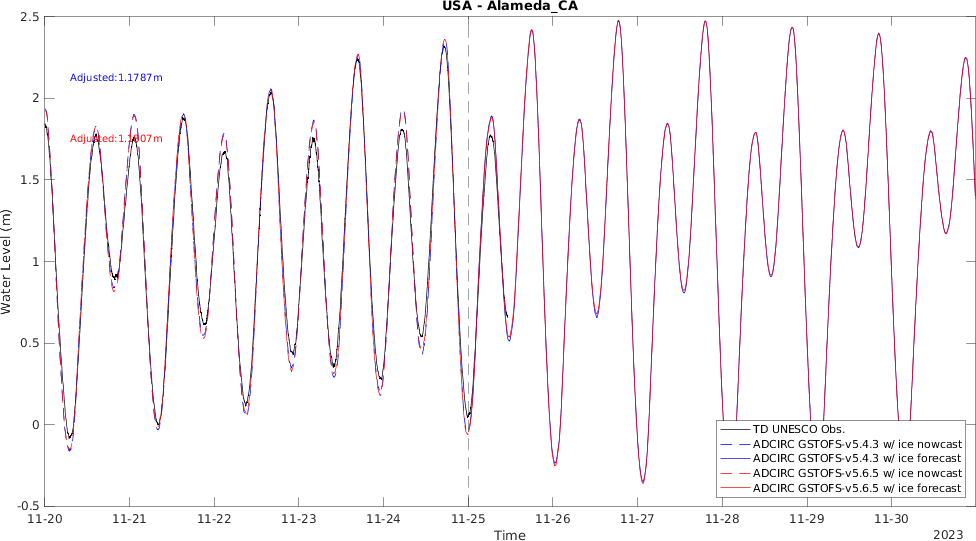 USA - Alameda_CA
2.5
2
1.5
1
0.5
0
-0.5
Water Level (m)
Adjusted:1.1787m
11-20
11-21
11-22
11-23
11-24
11-25
11-26
11-27
11-28
11-29
11-30
Time
2023
TD UNESCO Obs.
ADCIRC GSTOFS-v5.4.3 w/ ice nowcast
ADCIRC GSTOFS-v5.4.3 w/ ice forecast
ADCIRC GSTOFS-v5.6.5 w/ ice nowcast
ADCIRC GSTOFS-v5.6.5 w/ ice forecast